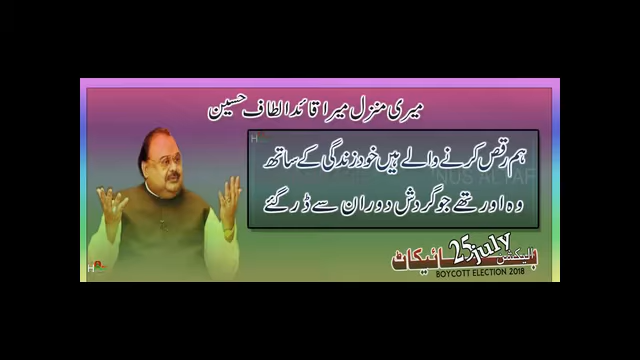 میری منزل میرا قائد الطاف حسین
ہم رقص کرنے والے ہیں خود زندگی کے ساتھ
وہ اور تھے جو گردش دوران سے ڈر گئے
25 july
الیکشن
بائیکاٹ
BOYCOTT ELECTION 2018